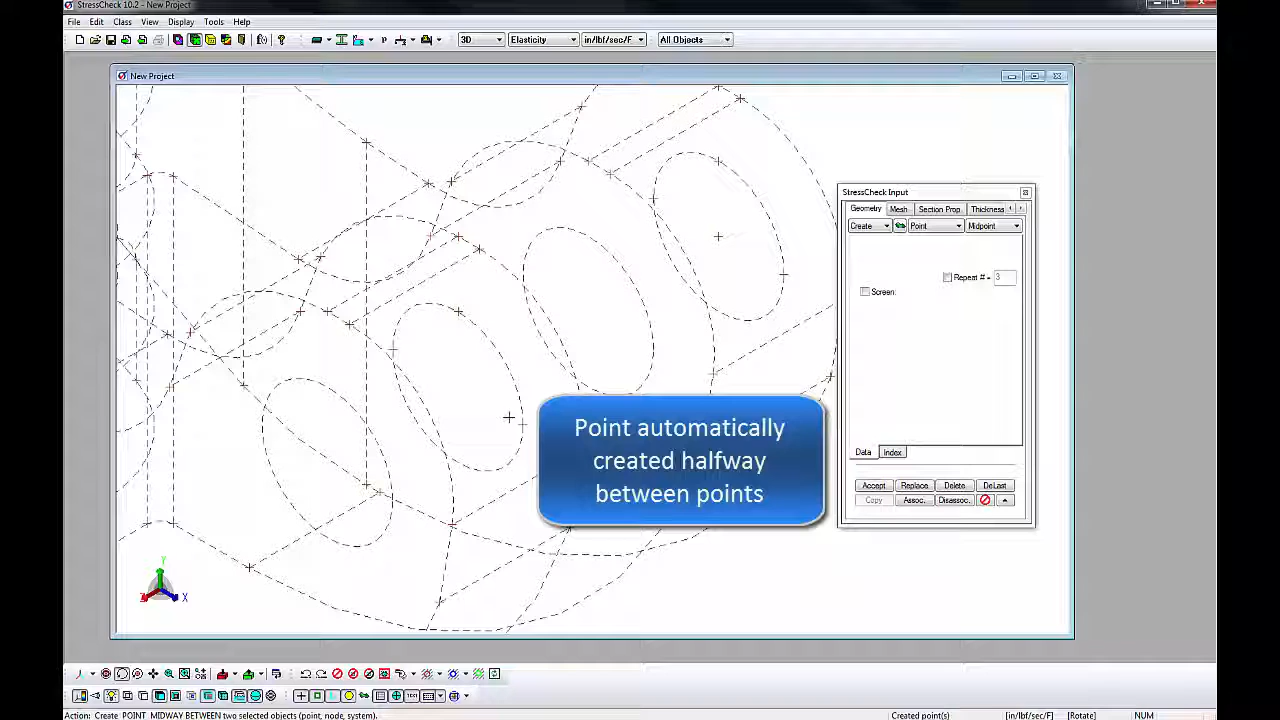 StressCheck 10.2 - New Project
File Edit Class View Display Tools Help
3D Elasticity in/lbf/sec/F All Objects
New Project
StressCheck Input
Geometry Mesh Section Prop. Thickness
Create Point Midpoint
Repeat # = 3
Screen:
Point automatically
created halfway
between points
Data Index
Accept Replace Delete DeLast
Copy Assoc. Disassoc.
Y
Z X
Action: Create POINT MIDWAY BETWEEN two selected objects (point, node, system). Created point(s) [in/lbf/sec/F] [Rotate] NUM